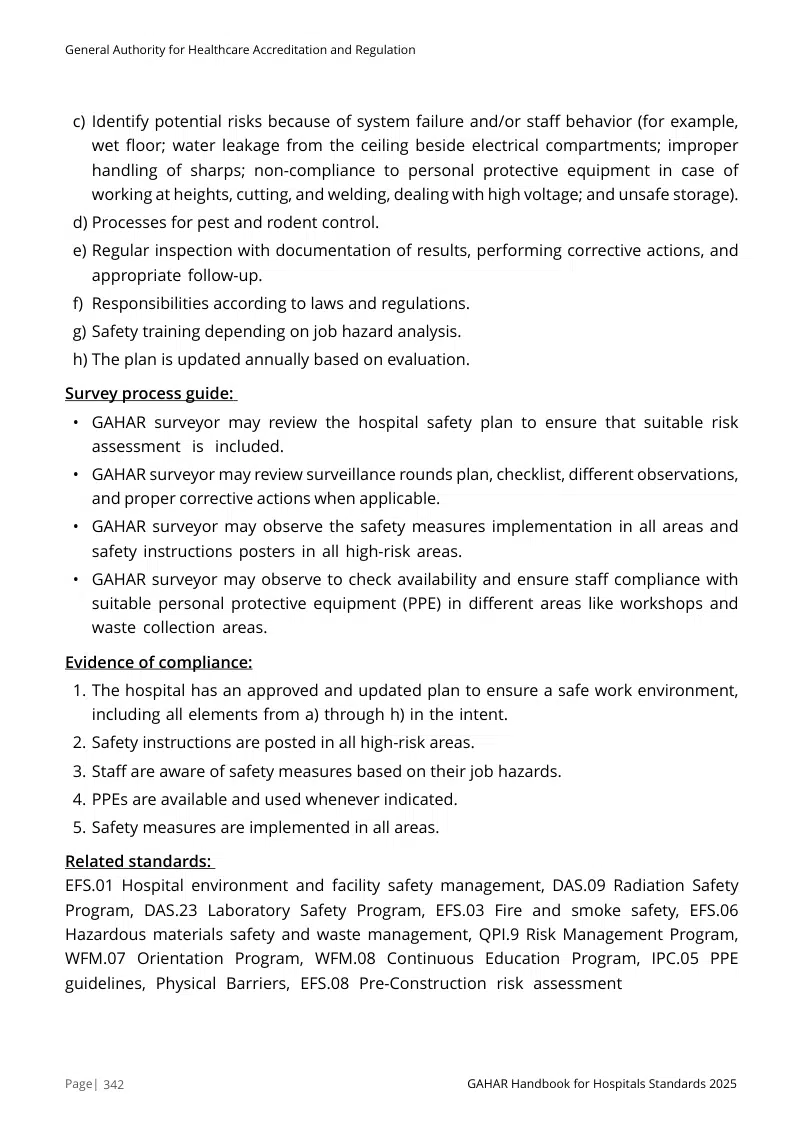 General Authority for Healthcare Accreditation and Regulation
c) Identify potential risks because of system failure and/or staff behavior (for example,
wet floor; water leakage from the ceiling beside electrical compartments; improper
handling of sharps; non-compliance to personal protective equipment in case of
working at heights, cutting, and welding, dealing with high voltage; and unsafe storage).
d) Processes for pest and rodent control.
e) Regular inspection with documentation of results, performing corrective actions, and
appropriate follow-up.
f) Responsibilities according to laws and regulations.
g) Safety training depending on job hazard analysis.
h) The plan is updated annually based on evaluation.
Survey process guide:
• GAHAR surveyor may review the hospital safety plan to ensure that suitable risk
assessment is included.
• GAHAR surveyor may review surveillance rounds plan, checklist, different observations,
and proper corrective actions when applicable.
• GAHAR surveyor may observe the safety measures implementation in all areas and
safety instructions posters in all high-risk areas.
• GAHAR surveyor may observe to check availability and ensure staff compliance with
suitable personal protective equipment (PPE) in different areas like workshops and
waste collection areas.
Evidence of compliance:
1. The hospital has an approved and updated plan to ensure a safe work environment,
including all elements from a) through h) in the intent.
2. Safety instructions are posted in all high-risk areas.
3. Staff are aware of safety measures based on their job hazards.
4. PPEs are available and used whenever indicated.
5. Safety measures are implemented in all areas.
Related standards:
EFS.01 Hospital environment and facility safety management, DAS.09 Radiation Safety
Program, DAS.23 Laboratory Safety Program, EFS.03 Fire and smoke safety, EFS.06
Hazardous materials safety and waste management, QPI.9 Risk Management Program,
WFM.07 Orientation Program, WFM.08 Continuous Education Program, IPC.05 PPE
guidelines, Physical Barriers, EFS.08 Pre-Construction risk assessment
Page| 342
GAHAR Handbook for Hospitals Standards 2025